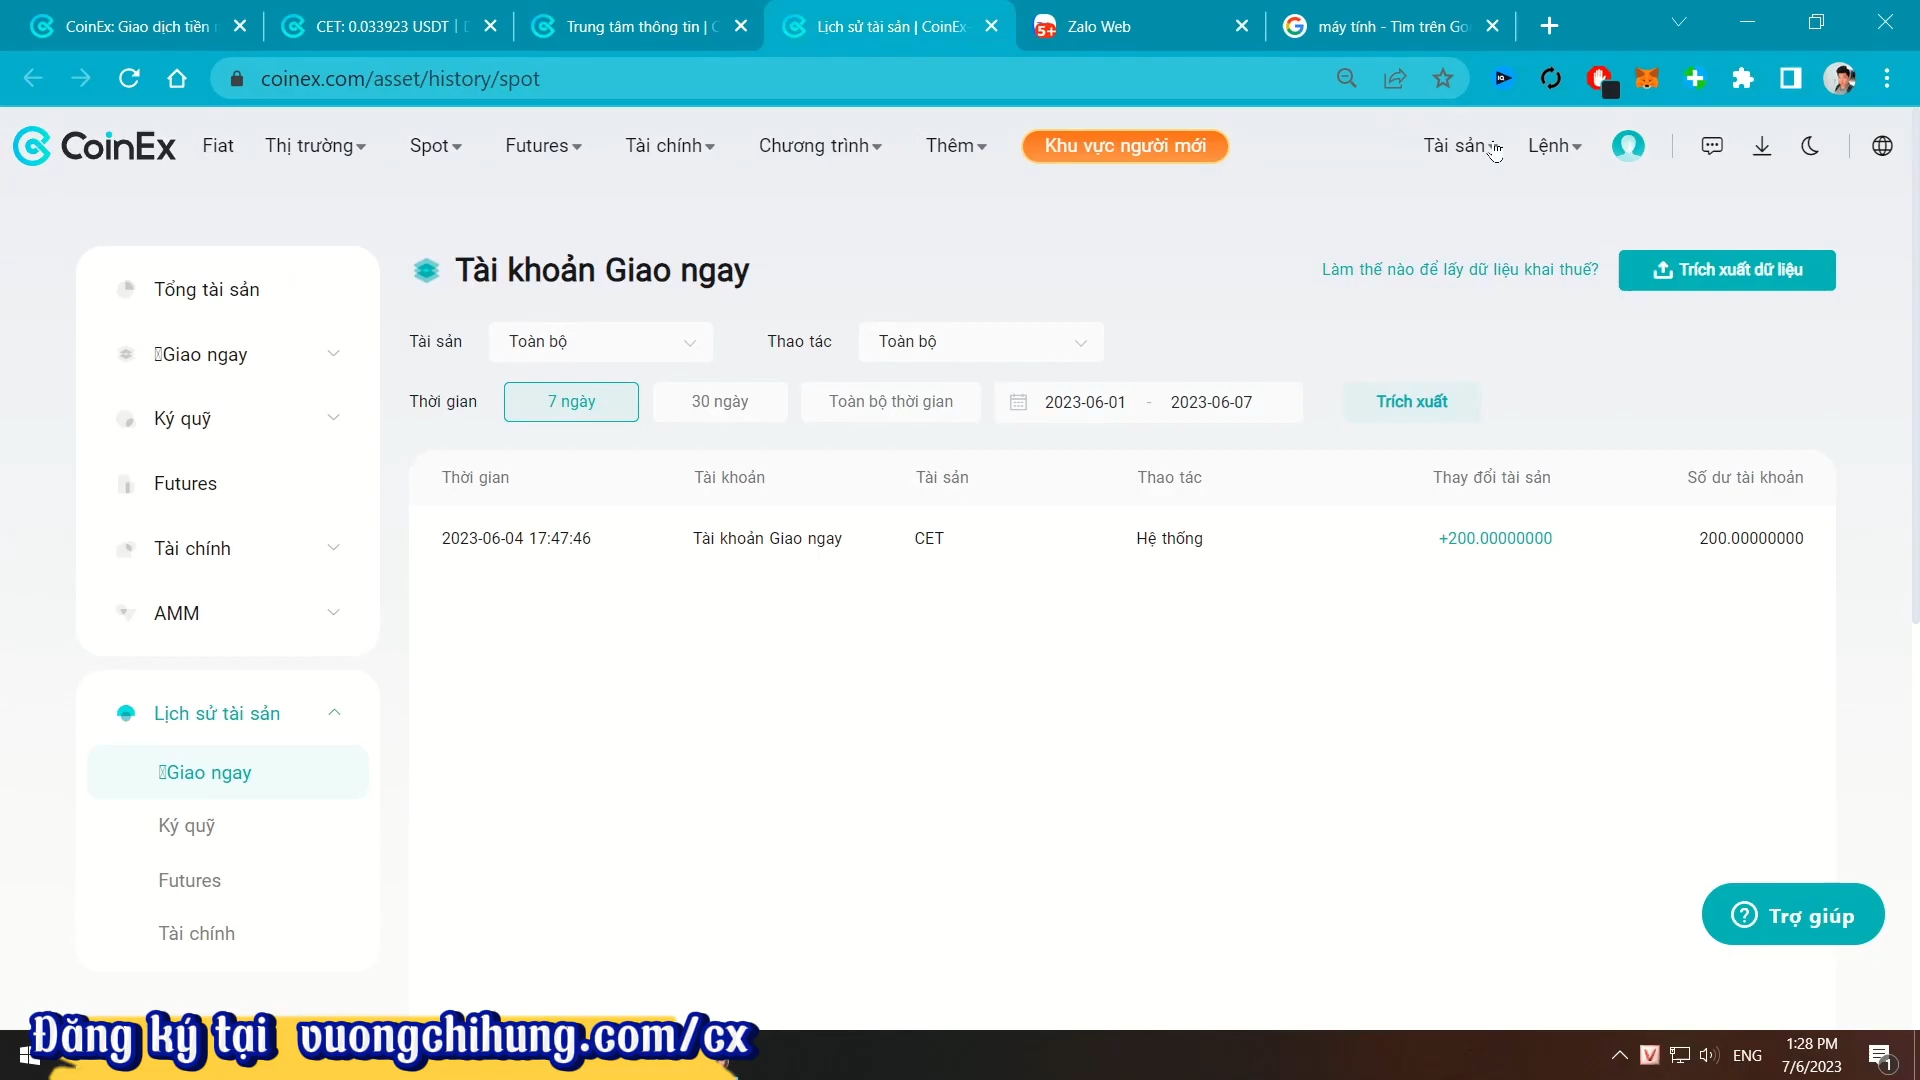 CoinEx: Giao dịch tiền
CET: 0.033923 USDT |
Trung tâm thông tin | C
Lịch sử tài sản | CoinEx-
5+
Zalo Web
máy tính - Tìm trên Go
coinex.com/asset/history/spot
CoinEx
Fiat
Thị trường
Spot
Futures
Tài chính
Chương trình
Thêm
Khu vực người mới
Tài sản
Lệnh
Tổng tài sản
Giao ngay
Ký quỹ
Futures
Tài chính
AMM
Lịch sử tài sản
Giao ngay
Ký quỹ
Futures
Tài chính
Tài khoản Giao ngay
Làm thế nào để lấy dữ liệu khai thuế?
Trích xuất dữ liệu
Tài sản
Toàn bộ
Thao tác
Toàn bộ
Thời gian
7 ngày
30 ngày
Toàn bộ thời gian
2023-06-01 - 2023-06-07
Trích xuất
Thời gian Tài khoản Tài sản Thao tác Thay đổi tài sản Số dư tài khoản
2023-06-04 17:47:46 Tài khoản Giao ngay CET Hệ thống +200.00000000 200.00000000
Trợ giúp
Đăng ký tại vuongchihung.com/cx
V
ENG
1:28 PM
7/6/2023
1